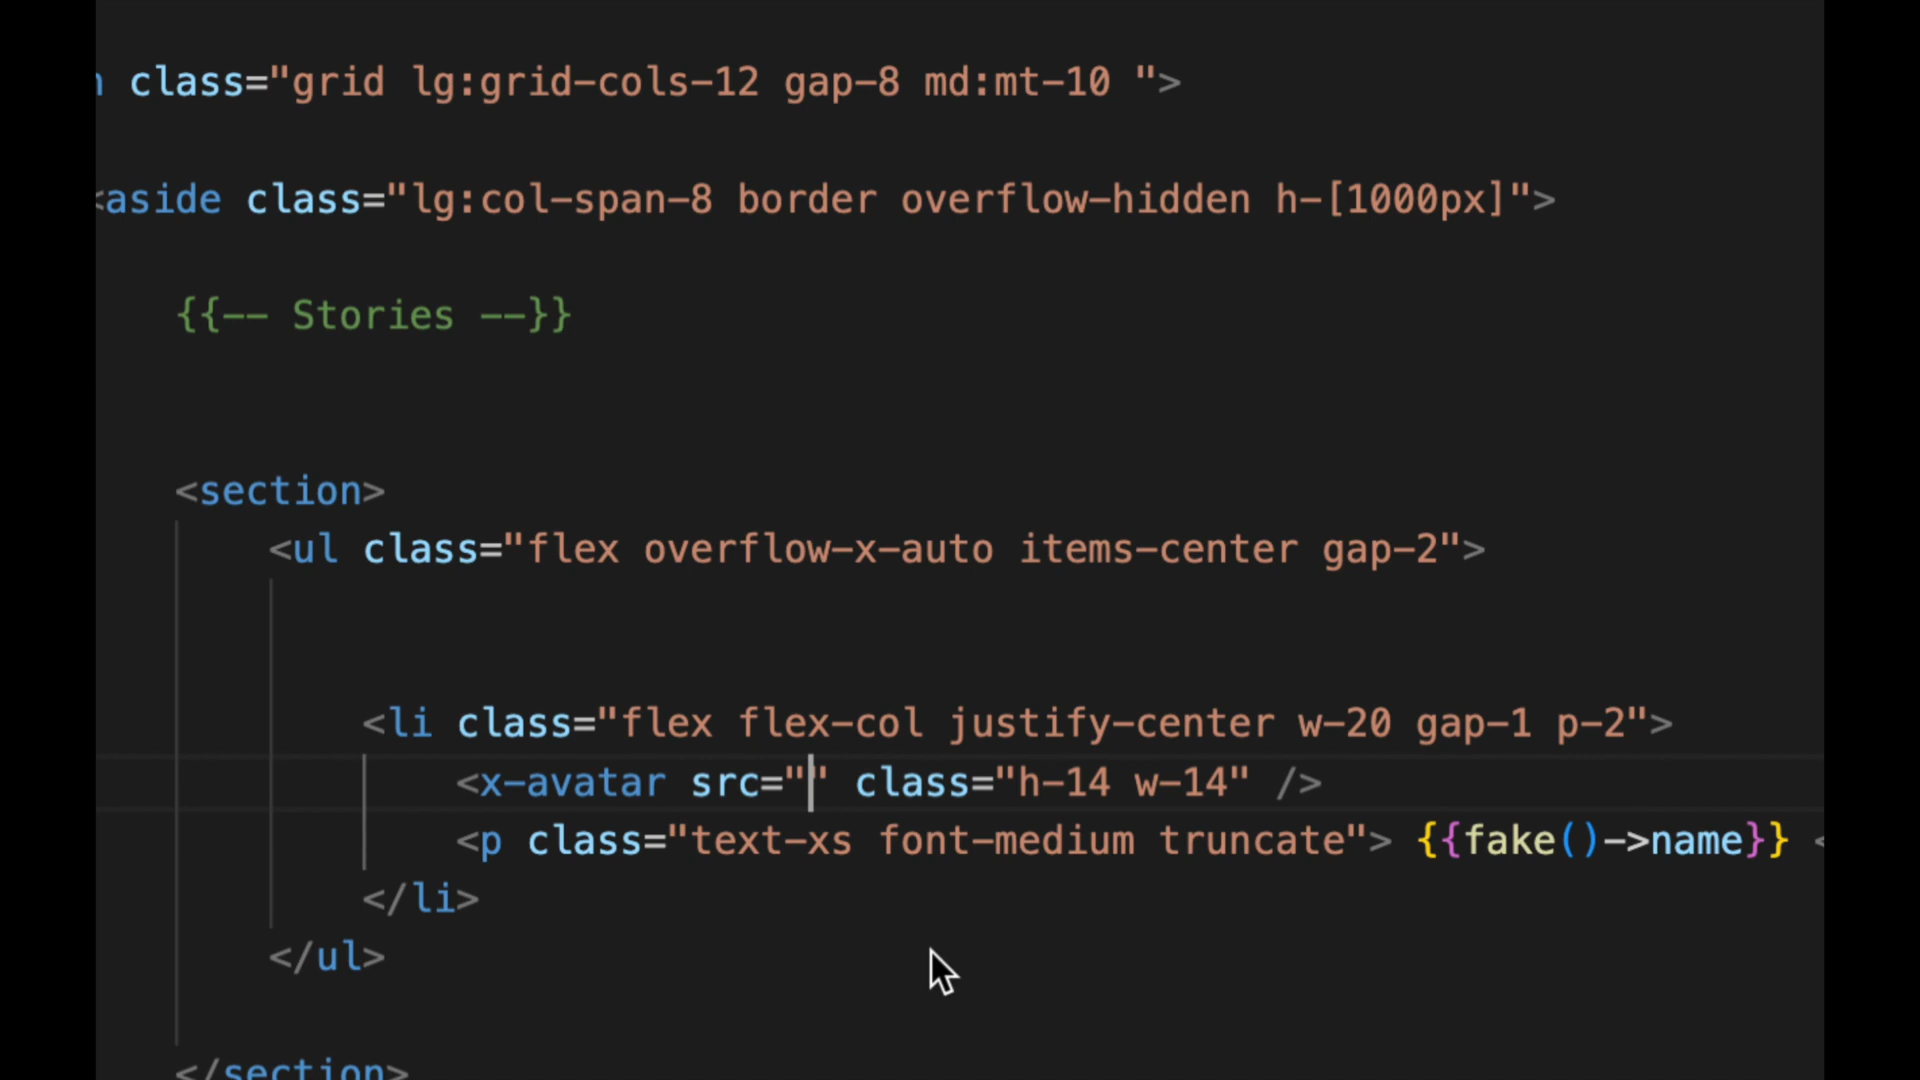 class="grid lg:grid-cols-12 gap-8 md:mt-10 ">
<aside class="lg:col-span-8 border overflow-hidden h-[1000px]">
{{-- Stories --}}
<section>
<ul class="flex overflow-x-auto items-center gap-2">
<li class="flex flex-col justify-center w-20 gap-1 p-2">
<x-avatar src="" class="h-14 w-14" />
<p class="text-xs font-medium truncate"> {{fake()->name}} <
</li>
</ul>
</section>